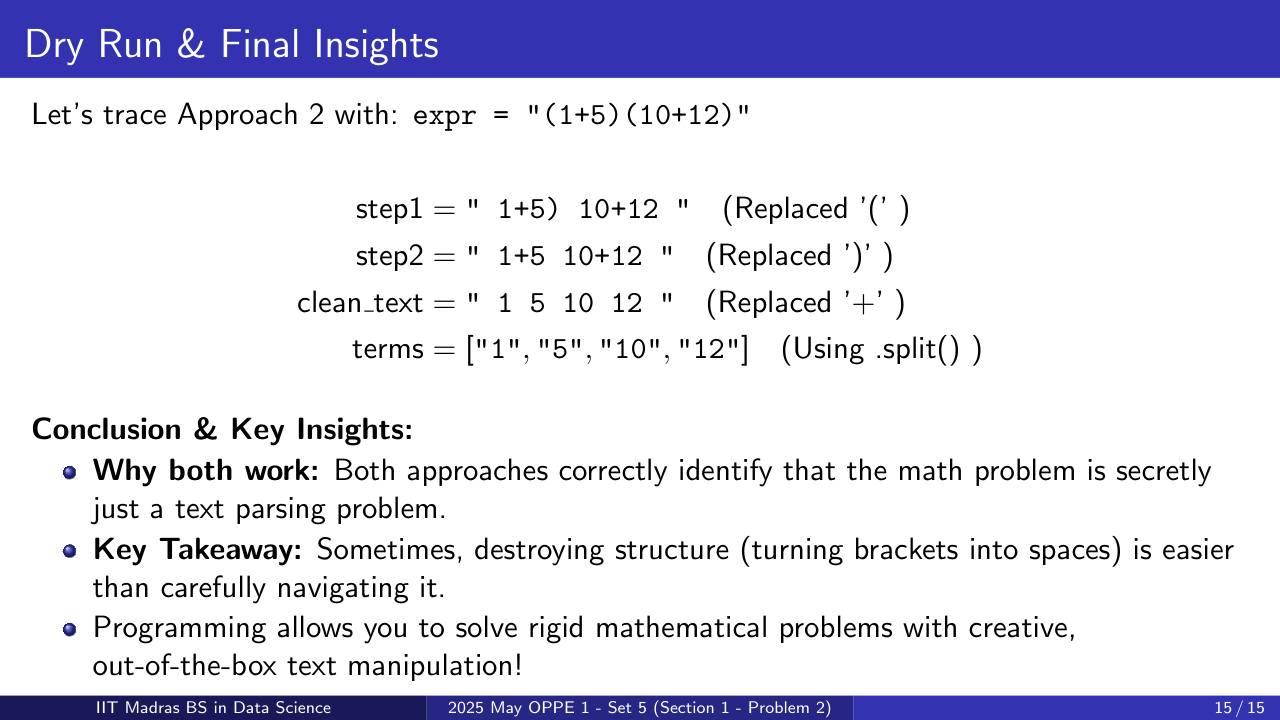 Dry Run & Final Insights
Let's trace Approach 2 with: expr = "(1+5)(10+12)"
step1 = " 1+5) 10+12 " (Replaced '(' )
step2 = " 1+5 10+12 " (Replaced ')' )
clean_text = " 1 5 10 12 " (Replaced '+' )
terms = ["1", "5", "10", "12"] (Using .split() )
Conclusion & Key Insights:
Why both work: Both approaches correctly identify that the math problem is secretly
just a text parsing problem.
Key Takeaway: Sometimes, destroying structure (turning brackets into spaces) is easier
than carefully navigating it.
Programming allows you to solve rigid mathematical problems with creative,
out-of-the-box text manipulation!
IIT Madras BS in Data Science 2025 May OPPE 1 - Set 5 (Section 1 - Problem 2) 15 / 15